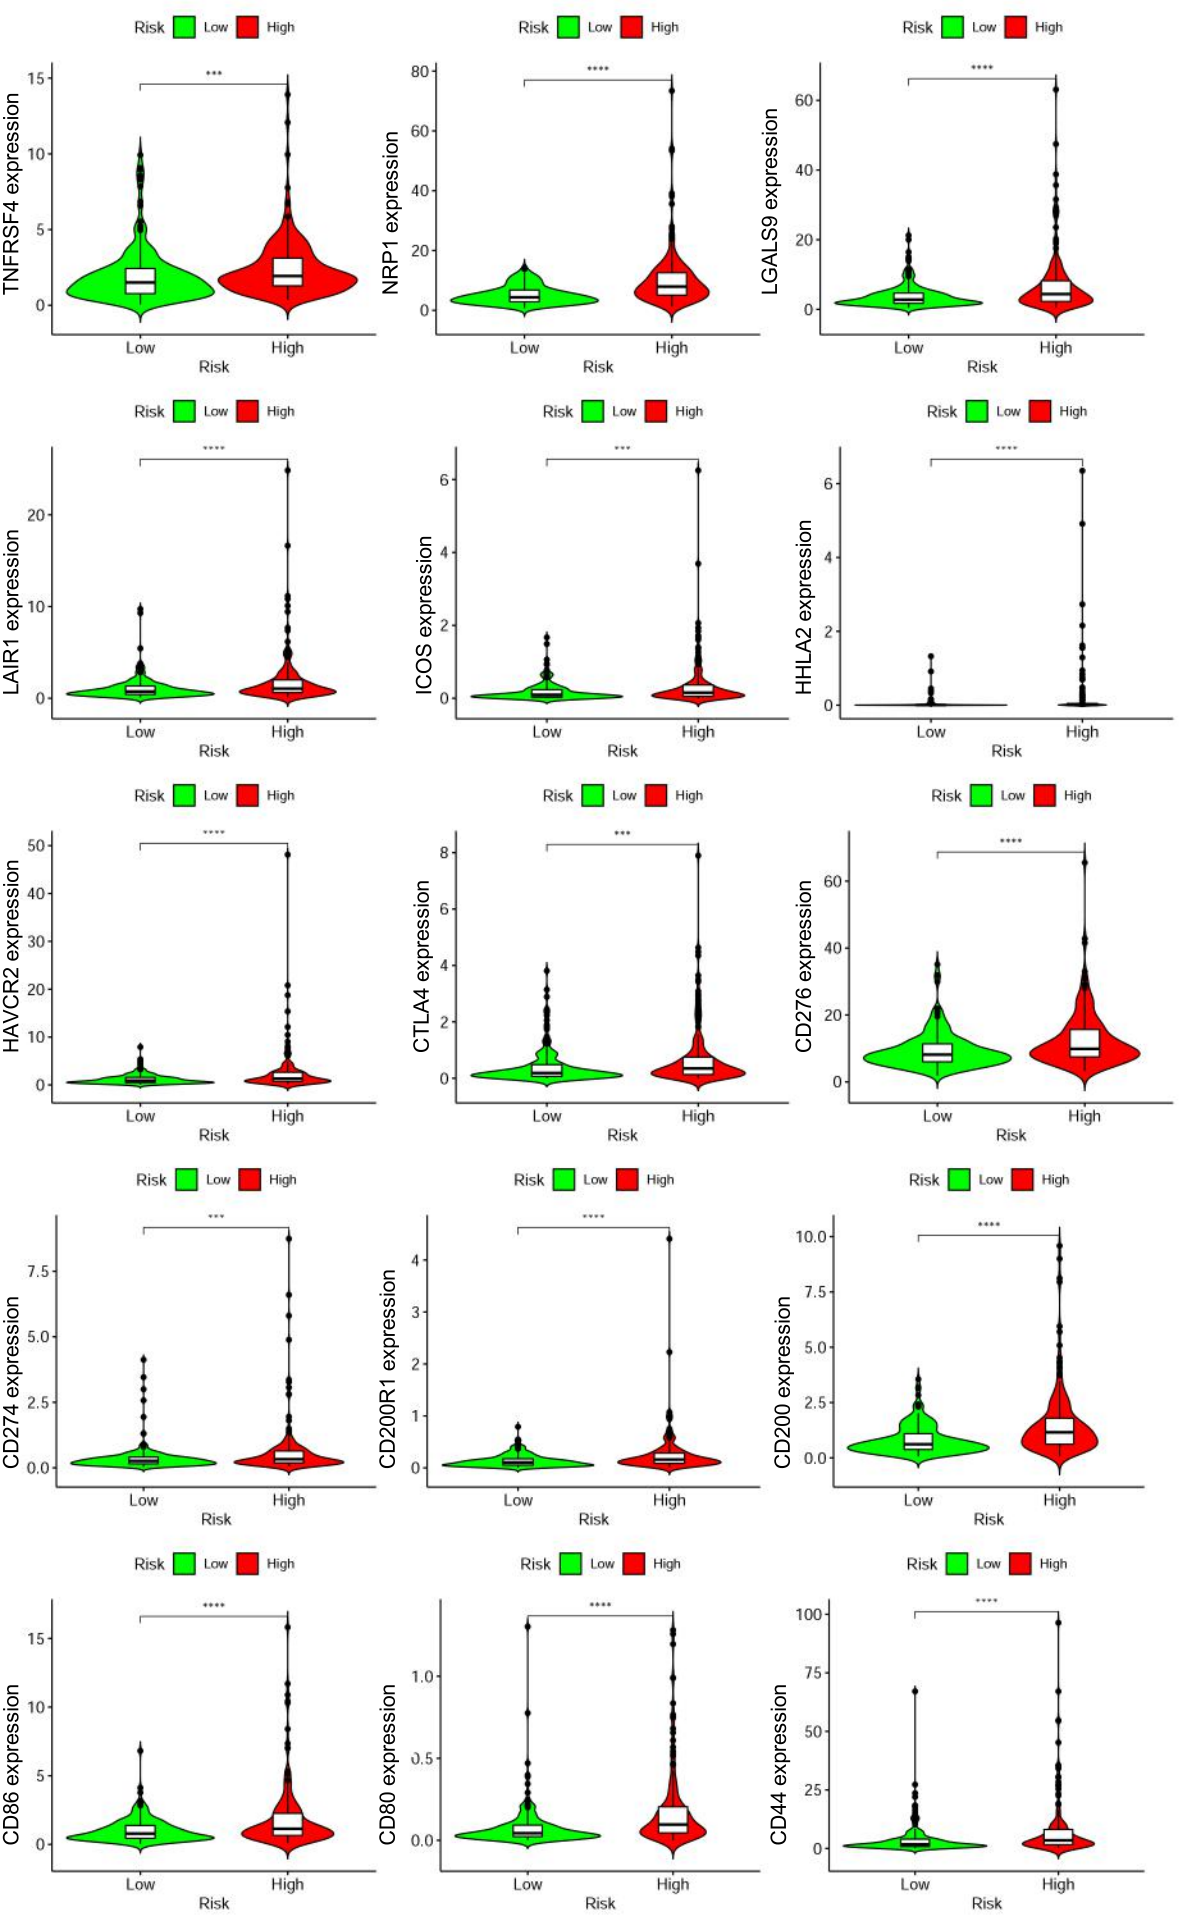 Risk Low High
Risk Low High
Risk Low High
TNFRSF4 expression
15
10
5
0
***
Low High
Risk
NRP1 expression
80
60
40
20
0
****
Low High
Risk
LGALS9 expression
60
40
20
0
****
Low High
Risk
Risk Low High
Risk Low High
Risk Low High
LAIR1 expression
20
10
0
****
Low High
Risk
ICOS expression
6
4
2
0
***
Low High
Risk
HHLA2 expression
6
4
2
0
****
Low High
Risk
Risk Low High
Risk Low High
Risk Low High
HAVCR2 expression
50
40
30
20
10
0
****
Low High
Risk
CTLA4 expression
8
6
4
2
0
***
Low High
Risk
CD276 expression
60
40
20
0
****
Low High
Risk
Risk Low High
Risk Low High
Risk Low High
CD274 expression
7.5
5.0
2.5
0.0
***
Low High
Risk
CD200R1 expression
4
3
2
1
0
****
Low High
Risk
CD200 expression
10.0
7.5
5.0
2.5
0.0
****
Low High
Risk
Risk Low High
Risk Low High
Risk Low High
CD86 expression
15
10
5
0
****
Low High
Risk
CD80 expression
1.0
0.5
0.0
****
Low High
Risk
CD44 expression
100
75
50
25
0
****
Low High
Risk